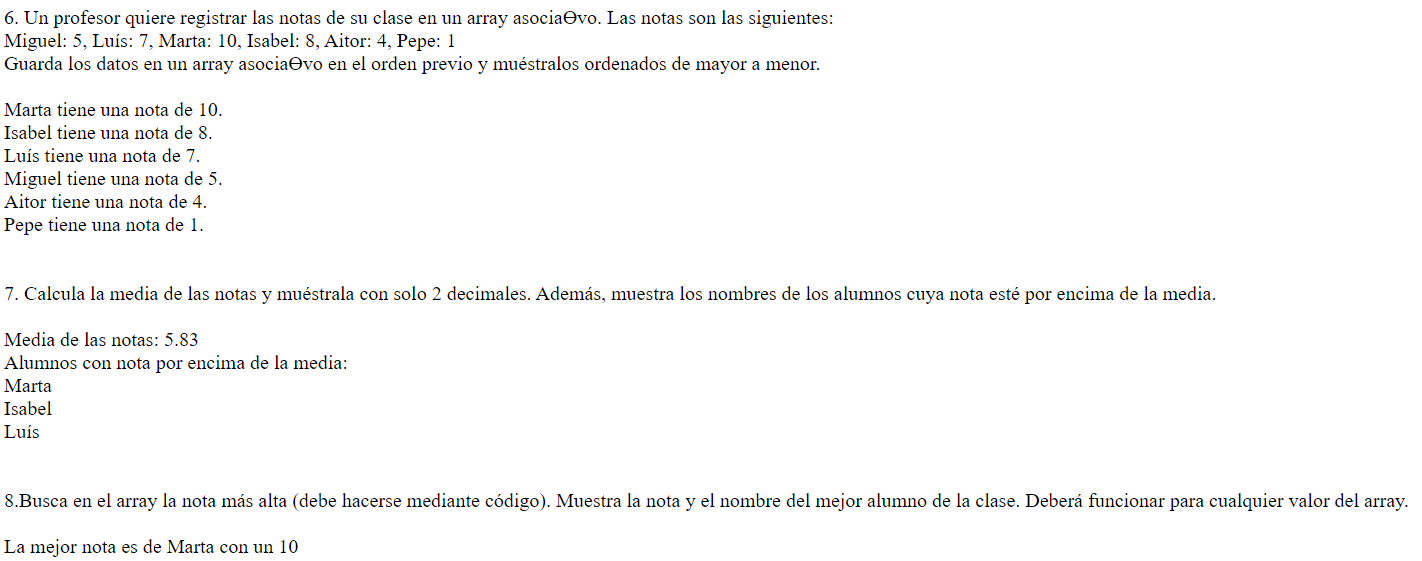 6. Un profesor quiere registrar las notas de su clase en un array asociaƟvo. Las notas son las siguientes:
Miguel: 5, Luís: 7, Marta: 10, Isabel: 8, Aitor: 4, Pepe: 1
Guarda los datos en un array asociaƟvo en el orden previo y muéstralos ordenados de mayor a menor.
Marta tiene una nota de 10.
Isabel tiene una nota de 8.
Luís tiene una nota de 7.
Miguel tiene una nota de 5.
Aitor tiene una nota de 4.
Pepe tiene una nota de 1.
7. Calcula la media de las notas y muéstrala con solo 2 decimales. Además, muestra los nombres de los alumnos cuya nota esté por encima de la media.
Media de las notas: 5.83
Alumnos con nota por encima de la media:
Marta
Isabel
Luís
8.Busca en el array la nota más alta (debe hacerse mediante código). Muestra la nota y el nombre del mejor alumno de la clase. Deberá funcionar para cualquier valor del array.
La mejor nota es de Marta con un 10